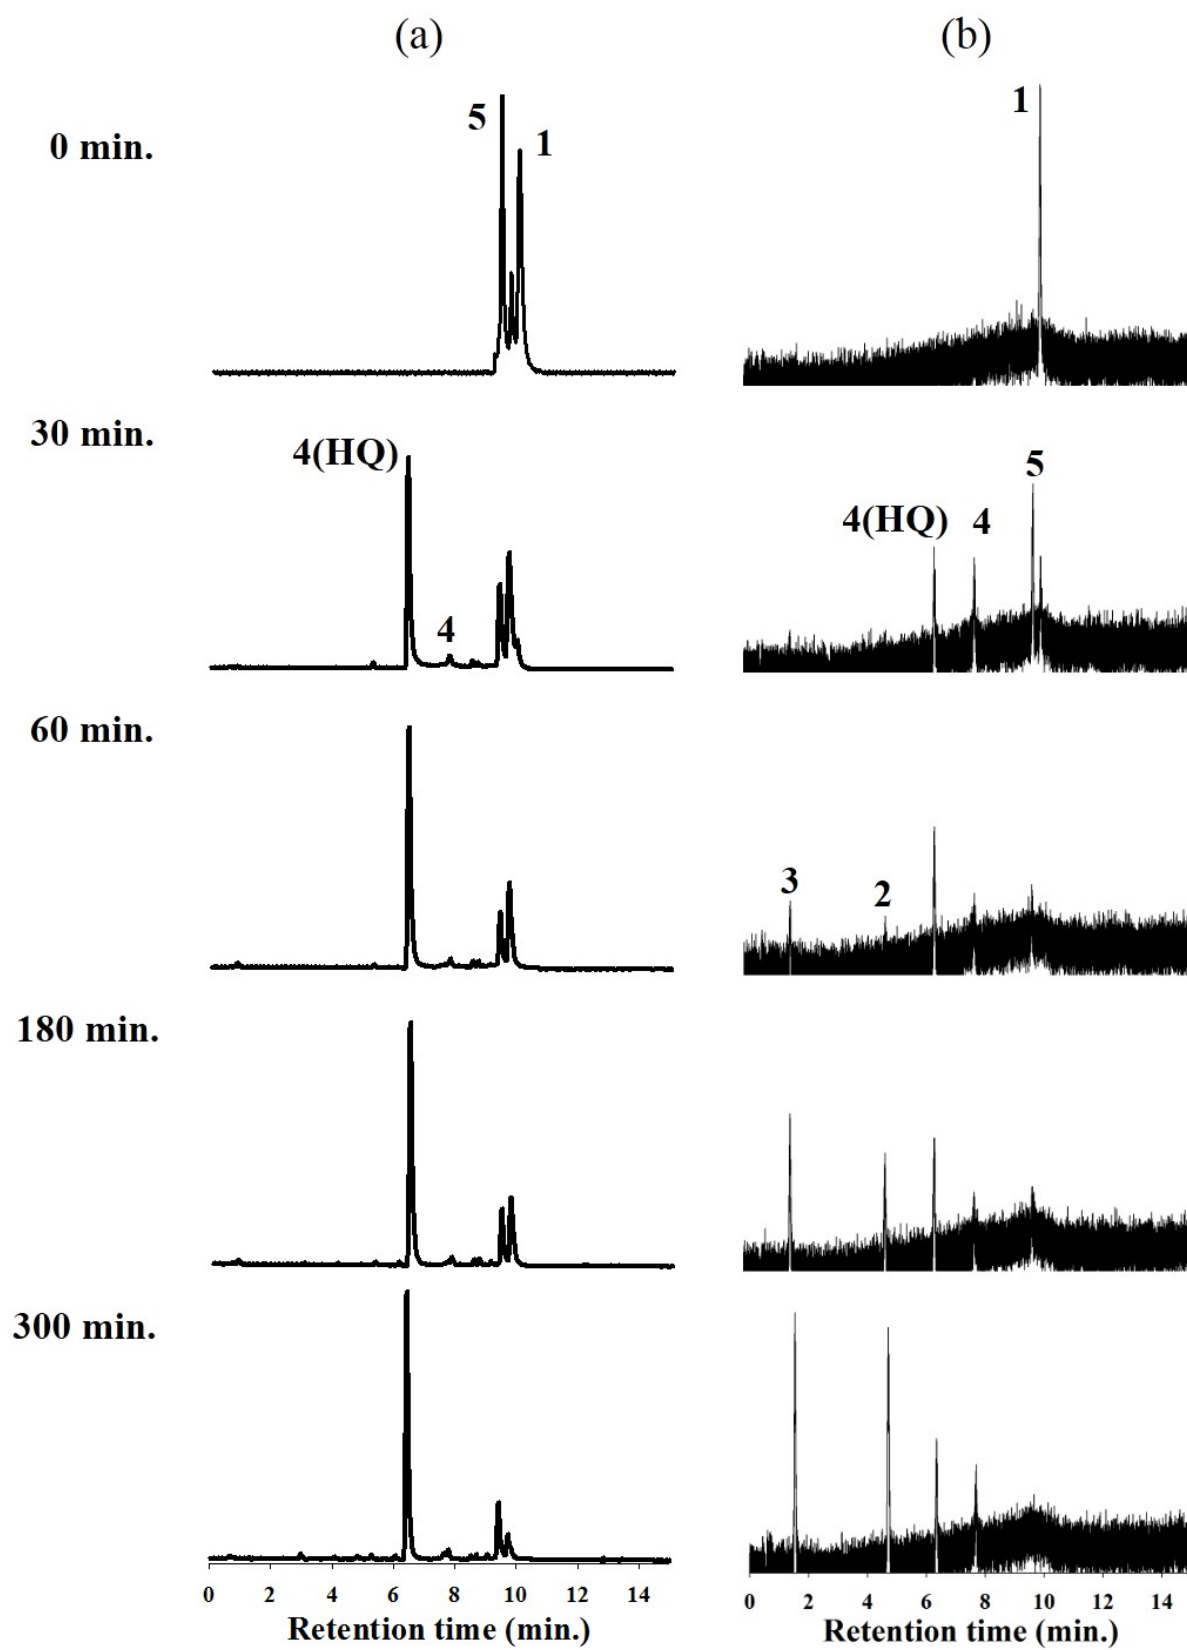 (a) (b)
0 min.
5 1 1
30 min.
4(HQ) 4 4(HQ) 4 5
60 min.
3 2
180 min.
300 min.
0 2 4 6 8 10 12 14 0 2 4 6 8 10 12 14
Retention time (min.) Retention time (min.)